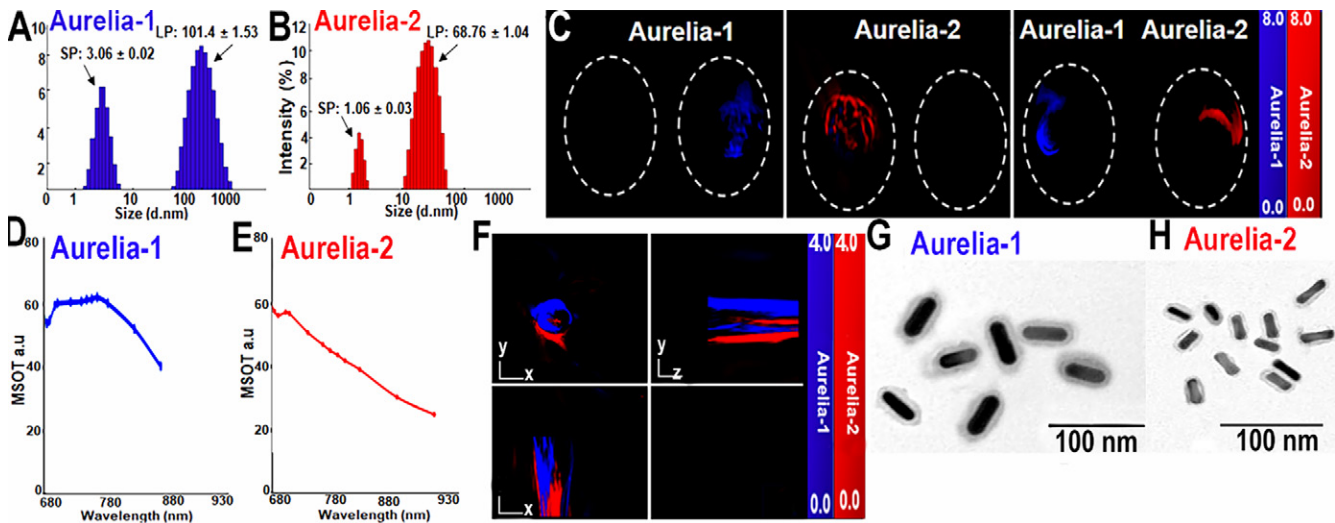 A Aurelia-1
LP: 101.4 ± 1.53
SP: 3.06 ± 0.02
10
8
6
4
2
0 1 10 100 1000
Size (d.nm)
B Aurelia-2
LP: 68.76 ± 1.04
SP: 1.06 ± 0.03
Intensity (%)
12
10
8
6
4
2
0
0 1 10 100 1000
Size (d.nm)
C Aurelia-1 Aurelia-2 Aurelia-1 Aurelia-2
8.0 8.0
Aurelia-1
Aurelia-2
0.0 0.0
D Aurelia-1
MSOT a.u
80
60
40
20
0
680 780 880 930
Wavelength (nm)
E Aurelia-2
MSOT a.u
80
60
40
20
0
680 780 880 930
Wavelength (nm)
F
y
x
y
z
x
4.0 4.0
Aurelia-1
Aurelia-2
0.0 0.0
G Aurelia-1
100 nm
H Aurelia-2
100 nm